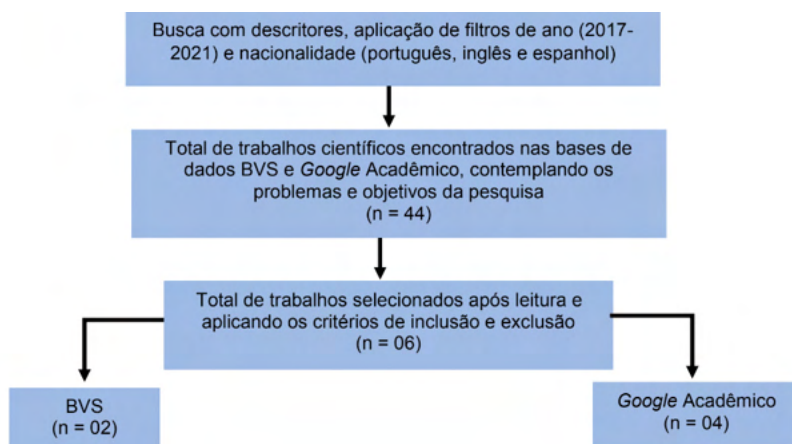 Busca com descritores, aplicação de filtros de ano (2017-
2021) e nacionalidade (português, inglês e espanhol)
Total de trabalhos científicos encontrados nas bases de
dados BVS e Google Acadêmico, contemplando os
problemas e objetivos da pesquisa
(n = 44)
Total de trabalhos selecionados após leitura e
aplicando os critérios de inclusão e exclusão
(n = 06)
BVS
(n = 02)
Google Acadêmico
(n = 04)